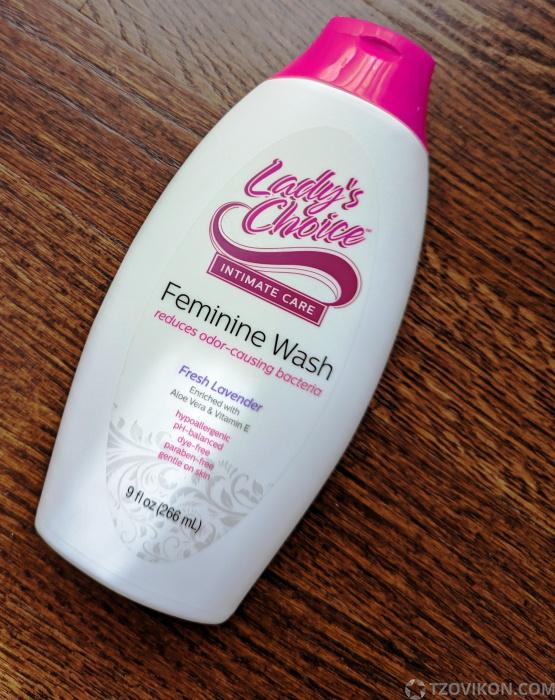 Lady's
Choice™
INTIMATE CARE
Feminine Wash
reduces odor-causing bacteria
Fresh Lavender
Enriched with
Aloe Vera & Vitamin E
hypoallergenic
pH-balanced
dye-free
paraben-free
gentle on skin
9 fl oz (266 mL)
TZOVIKON.COM